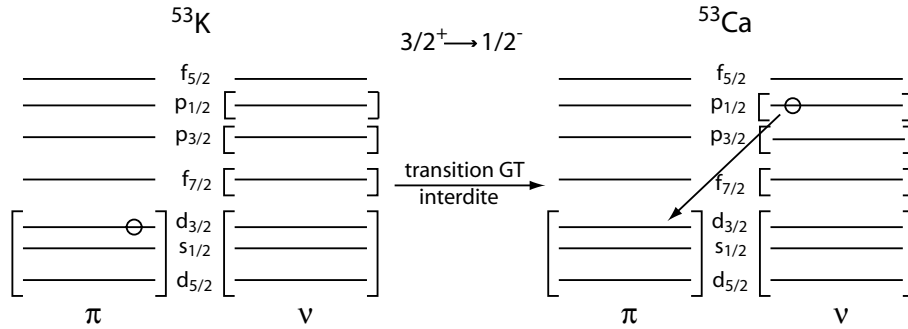 ⁵³K
3/2⁺ → 1/2⁻
⁵³Ca
f5/2
p1/2
p3/2
f7/2
d3/2
s1/2
d5/2
π
ν
transition GT
interdite
f5/2
p1/2
p3/2
f7/2
d3/2
s1/2
d5/2
π
ν